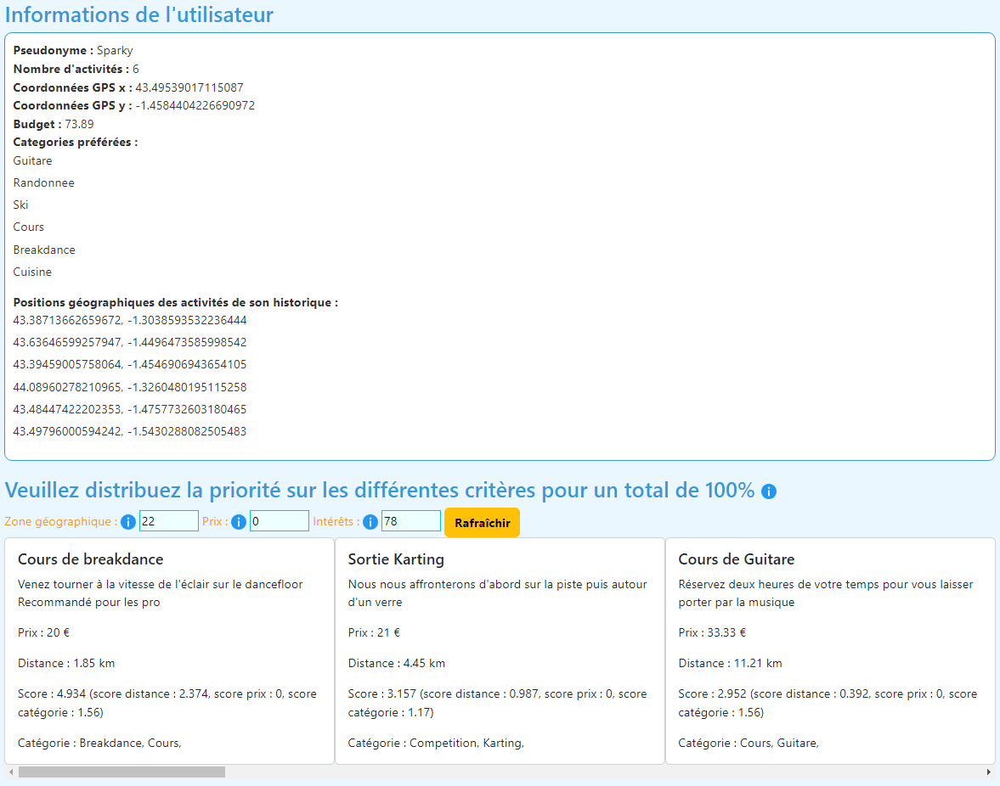 Informations de l'utilisateur
Pseudonyme : Sparky
Nombre d'activités : 6
Coordonnées GPS x : 43.49539017115087
Coordonnées GPS y : -1.4584404226690972
Budget : 73.89
Categories préférées :
Guitare
Randonnee
Ski
Cours
Breakdance
Cuisine
Positions géographiques des activités de son historique :
43.38713662659672, -1.3038593532236444
43.63646599257947, -1.4496473585998542
43.39459005758064, -1.4546906943654105
44.08960278210965, -1.3260480195115258
43.48447422202353, -1.4757732603180465
43.49796000594242, -1.5430288082505483
Veuillez distribuez la priorité sur les différentes critères pour un total de 100% i
Zone géographique : i 22 Prix : i 0 Intérêts : i 78 Rafraîchir
Cours de breakdance
Venez tourner à la vitesse de l'éclair sur le dancefloor
Recommandé pour les pro
Prix : 20 €
Distance : 1.85 km
Score : 4.934 (score distance : 2.374, score prix : 0, score
catégorie : 1.56)
Catégorie : Breakdance, Cours,
Sortie Karting
Nous nous affronterons d'abord sur la piste puis autour
d'un verre
Prix : 21 €
Distance : 4.45 km
Score : 3.157 (score distance : 0.987, score prix : 0, score
catégorie : 1.17)
Catégorie : Competition, Karting,
Cours de Guitare
Réservez deux heures de votre temps pour vous laisser
porter par la musique
Prix : 33.33 €
Distance : 11.21 km
Score : 2.952 (score distance : 0.392, score prix : 0, score
catégorie : 1.56)
Catégorie : Cours, Guitare,